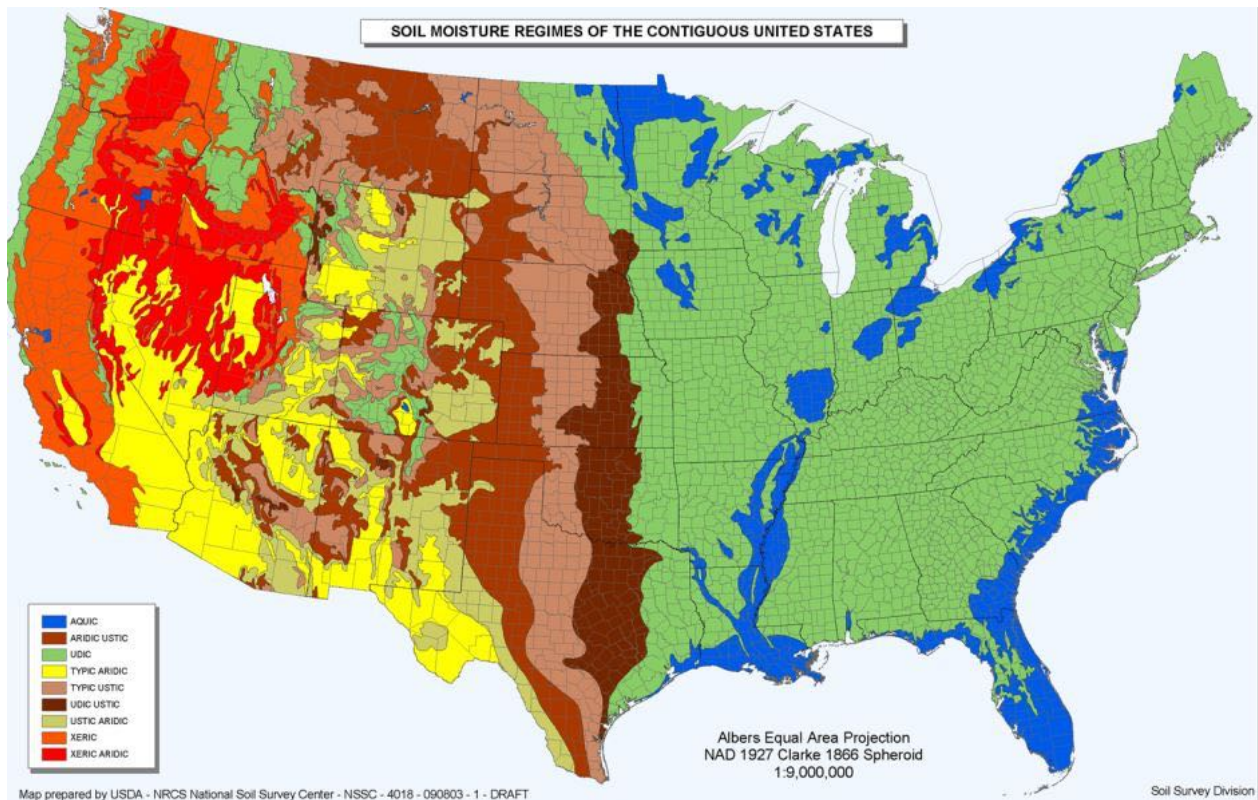 SOIL MOISTURE REGIMES OF THE CONTIGUOUS UNITED STATES
AQUIC
ARIDIC USTIC
UDIC
TYPIC ARIDIC
TYPIC USTIC
UDIC USTIC
USTIC ARIDIC
XERIC
XERIC ARIDIC
Albers Equal Area Projection
NAD 1927 Clarke 1866 Spheroid
1:9,000,000
Map prepared by USDA - NRCS National Soil Survey Center - NSSC - 4018 - 090803 - 1 - DRAFT
Soil Survey Division